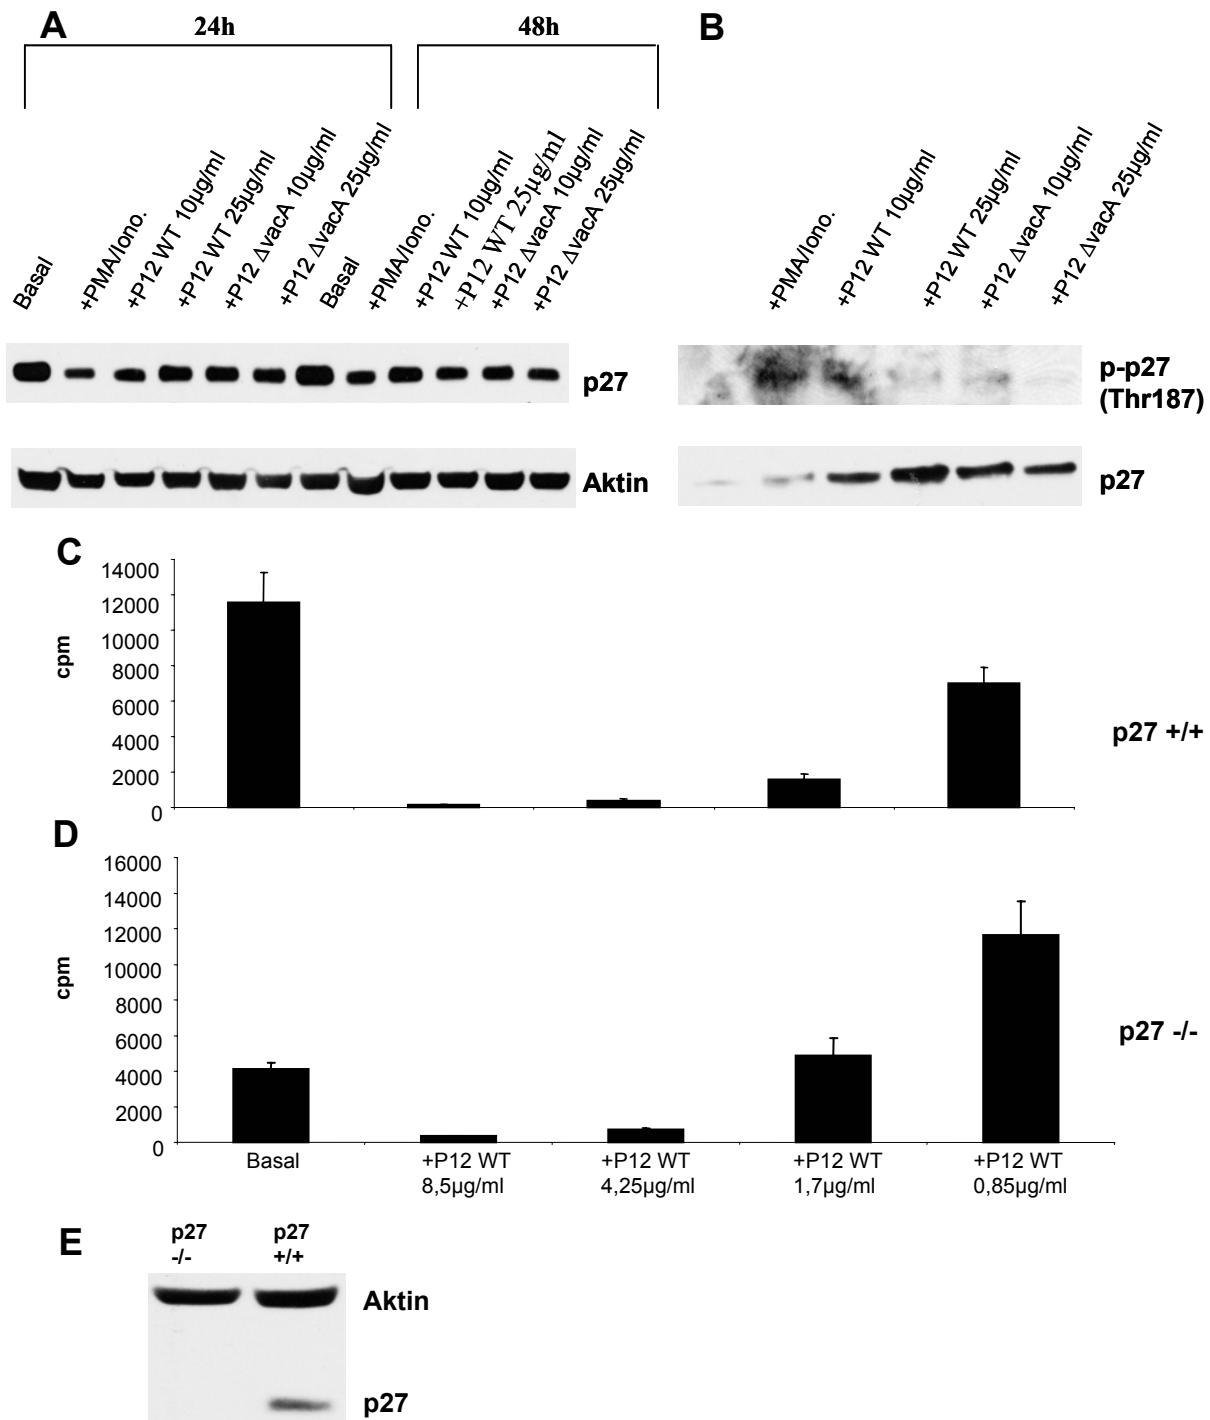 A
24h
48h
B
Basal
+PMA/Iono.
+P12 WT 10µg/ml
+P12 WT 25µg/ml
+P12 ΔvacA 10µg/ml
+P12 ΔvacA 25µg/ml
Basal
+PMA/Iono.
+P12 WT 10µg/ml
+P12 WT 25µg/ml
+P12 ΔvacA 10µg/ml
+P12 ΔvacA 25µg/ml
+PMA/Iono.
+P12 WT 10µg/ml
+P12 WT 25µg/ml
+P12 ΔvacA 10µg/ml
+P12 ΔvacA 25µg/ml
p27
p-p27
(Thr187)
Aktin
p27
C
14000
12000
10000
8000
6000
4000
2000
0
cpm
p27 +/+
D
16000
14000
12000
10000
8000
6000
4000
2000
0
cpm
p27 -/-
Basal
+P12 WT
8,5µg/ml
+P12 WT
4,25µg/ml
+P12 WT
1,7µg/ml
+P12 WT
0,85µg/ml
E
p27
-/-
p27
+/+
Aktin
p27